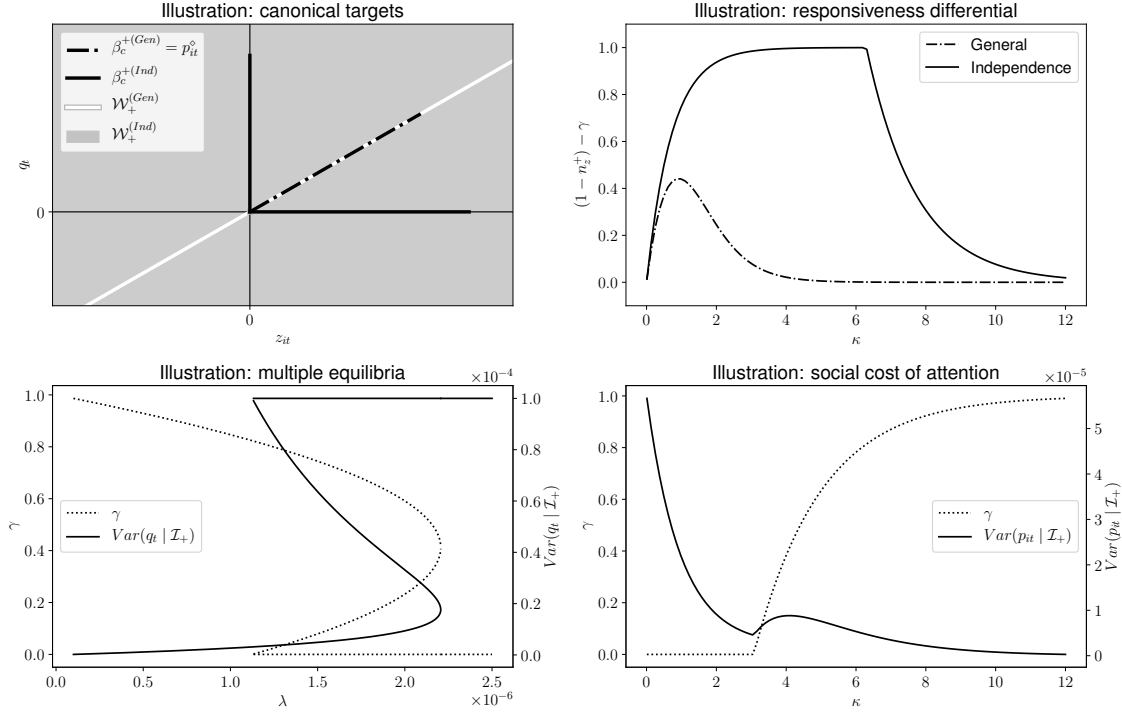 Illustration: canonical targets
β_c^{+(Gen)} = p_{it}^⋄
β_c^{+(Ind)}
𝒲_+^{(Gen)}
𝒲_+^{(Ind)}
q_t
0
0
z_{it}
Illustration: responsiveness differential
General
Independence
(1 − n_z^+) − γ
1.0
0.8
0.6
0.4
0.2
0.0
0 2 4 6 8 10 12
κ
Illustration: multiple equilibria
×10^{−4}
γ
1.0
0.8
0.6
0.4
0.2
0.0
γ
Var(q_t | ℐ_+)
1.0
0.8
0.6
0.4
0.2
0.0
Var(q_t | ℐ_+)
0.0 0.5 1.0 1.5 2.0 2.5
×10^{−6}
λ
Illustration: social cost of attention
×10^{−5}
γ
1.0
0.8
0.6
0.4
0.2
0.0
γ
Var(p_{it} | ℐ_+)
5
4
3
2
1
0
Var(p_{it} | ℐ_+)
0 2 4 6 8 10 12
κ